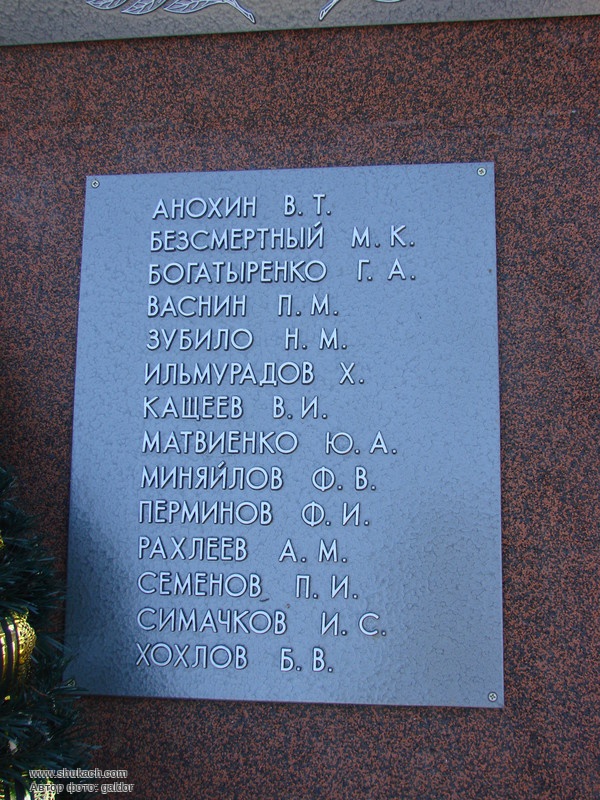 АНОХИН В. Т.
БЕЗСМЕРТНЫЙ М. К.
БОГАТЫРЕНКО Г. А.
ВАСНИН П. М.
ЗУБИЛО Н. М.
ИЛЬМУРАДОВ Х.
КАЩЕЕВ В. И.
МАТВИЕНКО Ю. А.
МИНЯЙЛОВ Ф. В.
ПЕРМИНОВ Ф. И.
РАХЛЕЕВ А. М.
СЕМЕНОВ П. И.
СИМАЧКОВ И. С.
ХОХЛОВ Б. В.
www.shukach.com
Автор фото: galdor